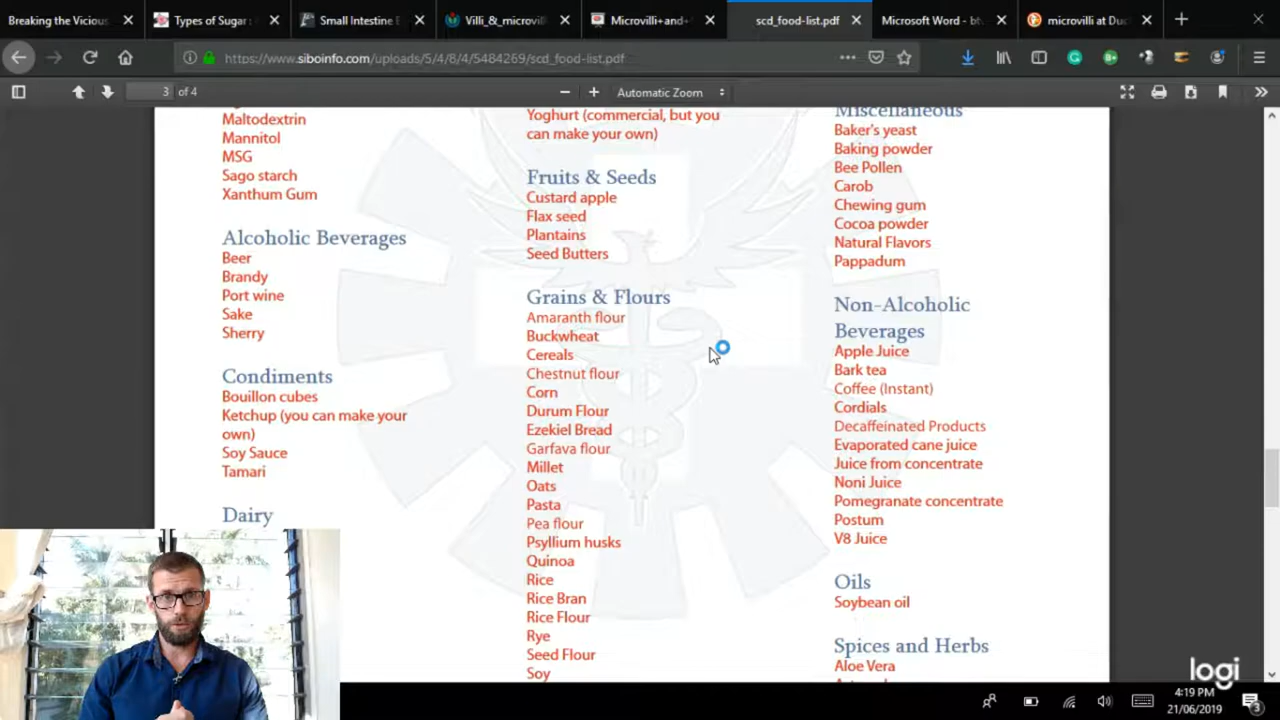 Breaking the Vicious
Types of Sugar
Small Intestine
Villi_&_microvill
Microvilli+and+
scd_food-list.pdf
Microsoft Word - b
microvilli at Du
https://www.siboinfo.com/uploads/5/4/8/4/5484269/scd_food-list.pdf
3 of 4
Automatic Zoom
Maltodextrin
Mannitol
MSG
Sago starch
Xanthum Gum
Alcoholic Beverages
Beer
Brandy
Port wine
Sake
Sherry
Condiments
Bouillon cubes
Ketchup (you can make your
own)
Soy Sauce
Tamari
Dairy
Yoghurt (commercial, but you
can make your own)
Fruits & Seeds
Custard apple
Flax seed
Plantains
Seed Butters
Grains & Flours
Amaranth flour
Buckwheat
Cereals
Chestnut flour
Corn
Durum Flour
Ezekiel Bread
Garfava flour
Millet
Oats
Pasta
Pea flour
Psyllium husks
Quinoa
Rice
Rice Bran
Rice Flour
Rye
Seed Flour
Soy
Miscellaneous
Baker's yeast
Baking powder
Bee Pollen
Carob
Chewing gum
Cocoa powder
Natural Flavors
Pappadum
Non-Alcoholic
Beverages
Apple Juice
Bark tea
Coffee (Instant)
Cordials
Decaffeinated Products
Evaporated cane juice
Juice from concentrate
Noni Juice
Pomegranate concentrate
Postum
V8 Juice
Oils
Soybean oil
Spices and Herbs
Aloe Vera
logi
4:19 PM
21/06/2019
3